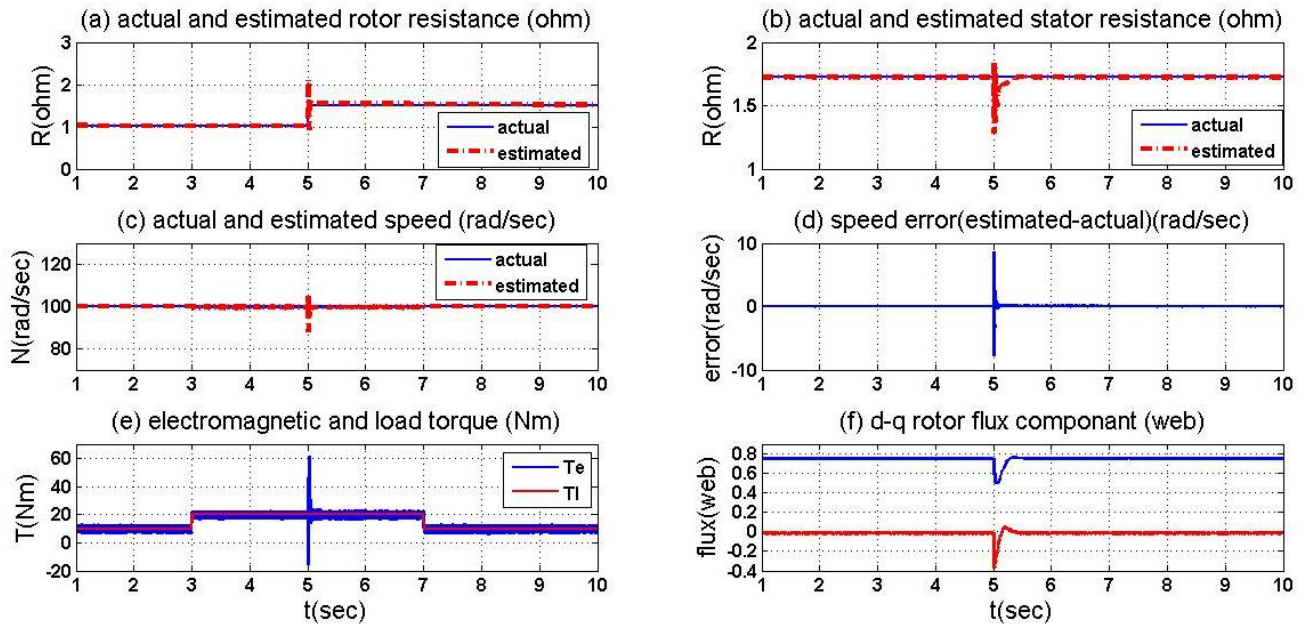 (a) actual and estimated rotor resistance (ohm)
R(ohm)
3
2
1
0
actual
estimated
1 2 3 4 5 6 7 8 9 10
(b) actual and estimated stator resistance (ohm)
R(ohm)
2
1.5
1
actual
estimated
1 2 3 4 5 6 7 8 9 10
(c) actual and estimated speed (rad/sec)
N(rad/sec)
120
100
80
actual
estimated
1 2 3 4 5 6 7 8 9 10
(d) speed error(estimated-actual)(rad/sec)
error(rad/sec)
10
0
-10
1 2 3 4 5 6 7 8 9 10
(e) electromagnetic and load torque (Nm)
T(Nm)
60
40
20
0
-20
Te
Tl
1 2 3 4 5 6 7 8 9 10
t(sec)
(f) d-q rotor flux componant (web)
flux(web)
0.8
0.6
0.4
0.2
0
-0.2
-0.4
1 2 3 4 5 6 7 8 9 10
t(sec)